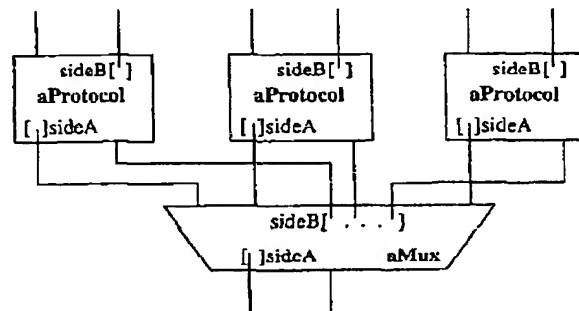 sideB[ ] sideB[ ] sideB[ ]
aProtocol aProtocol aProtocol
[ ]sideA [ ]sideA [ ]sideA
sideB[ . . . ]
[ ]sideA aMux